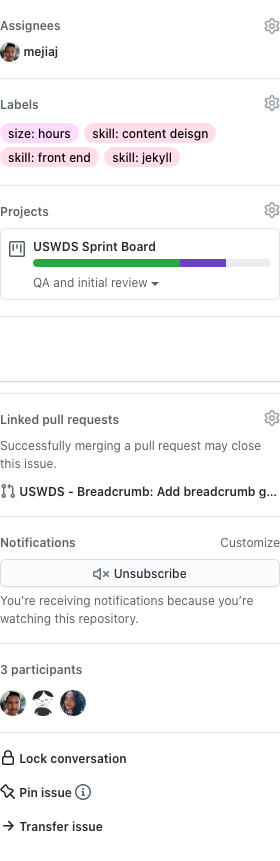 Assignees
mejiaj
Labels
size: hours skill: content deisgn
skill: front end skill: jekyll
Projects
USWDS Sprint Board
QA and initial review
Linked pull requests
Successfully merging a pull request may close
this issue.
USWDS - Breadcrumb: Add breadcrumb g...
Notifications Customize
Unsubscribe
You’re receiving notifications because you’re
watching this repository.
3 participants
Lock conversation
Pin issue
Transfer issue